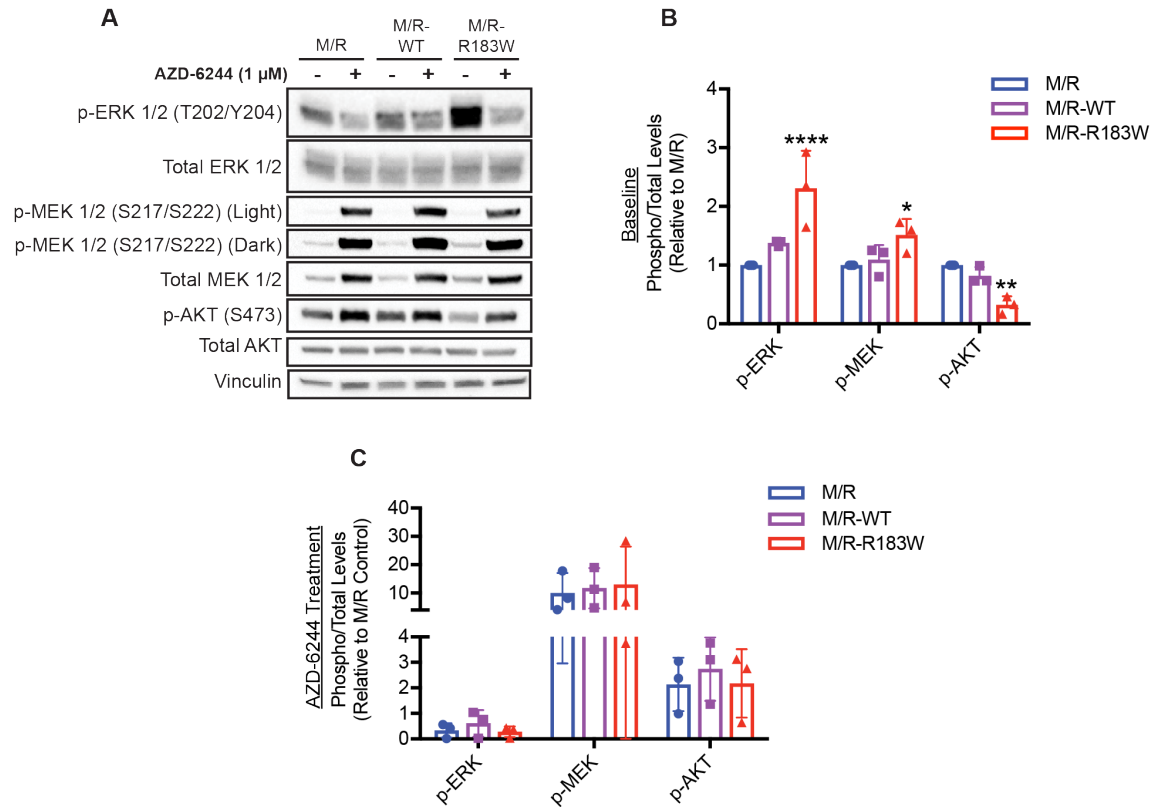 A
M/R
M/R-
WT
M/R-
R183W
AZD-6244 (1 µM)
- + - + - +
p-ERK 1/2 (T202/Y204)
Total ERK 1/2
p-MEK 1/2 (S217/S222) (Light)
p-MEK 1/2 (S217/S222) (Dark)
Total MEK 1/2
p-AKT (S473)
Total AKT
Vinculin
B
Baseline
Phospho/Total Levels
(Relative to M/R)
4
3
2
1
0
****
*
**
p-ERK
p-MEK
p-AKT
M/R
M/R-WT
M/R-R183W
C
AZD-6244 Treatment
Phospho/Total Levels
(Relative to M/R Control)
40
30
20
10
4
3
2
1
0
p-ERK
p-MEK
p-AKT
M/R
M/R-WT
M/R-R183W